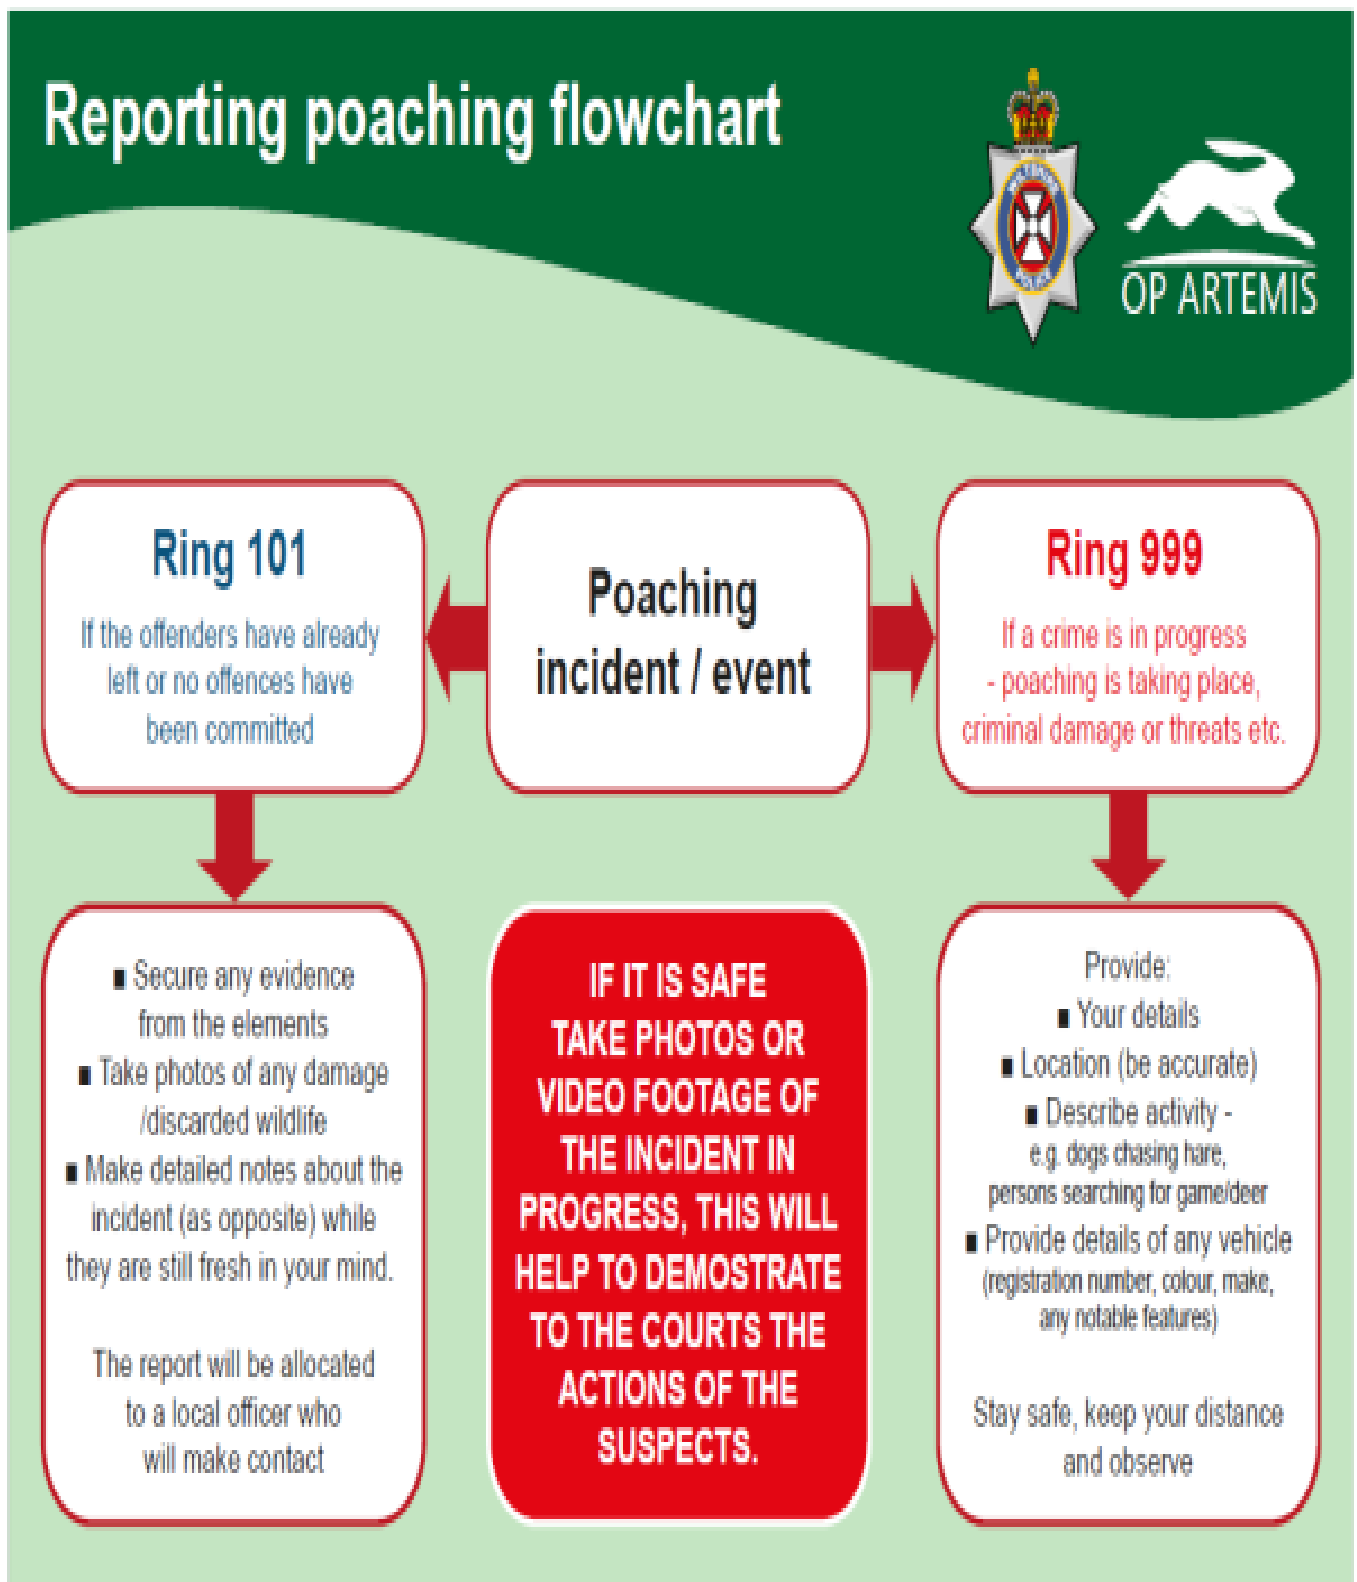 Reporting poaching flowchart
WILTSHIRE
POLICE
OP ARTEMIS
Ring 101
If the offenders have already
left or no offences have
been committed
Poaching
incident / event
Ring 999
If a crime is in progress
- poaching is taking place,
criminal damage or threats etc.
■ Secure any evidence
from the elements
■ Take photos of any damage
/discarded wildlife
■ Make detailed notes about the
incident (as opposite) while
they are still fresh in your mind.
The report will be allocated
to a local officer who
will make contact
IF IT IS SAFE
TAKE PHOTOS OR
VIDEO FOOTAGE OF
THE INCIDENT IN
PROGRESS, THIS WILL
HELP TO DEMOSTRATE
TO THE COURTS THE
ACTIONS OF THE
SUSPECTS.
Provide:
■ Your details
■ Location (be accurate)
■ Describe activity -
e.g. dogs chasing hare,
persons searching for game/deer
■ Provide details of any vehicle
(registration number, colour, make,
any notable features)
Stay safe, keep your distance
and observe